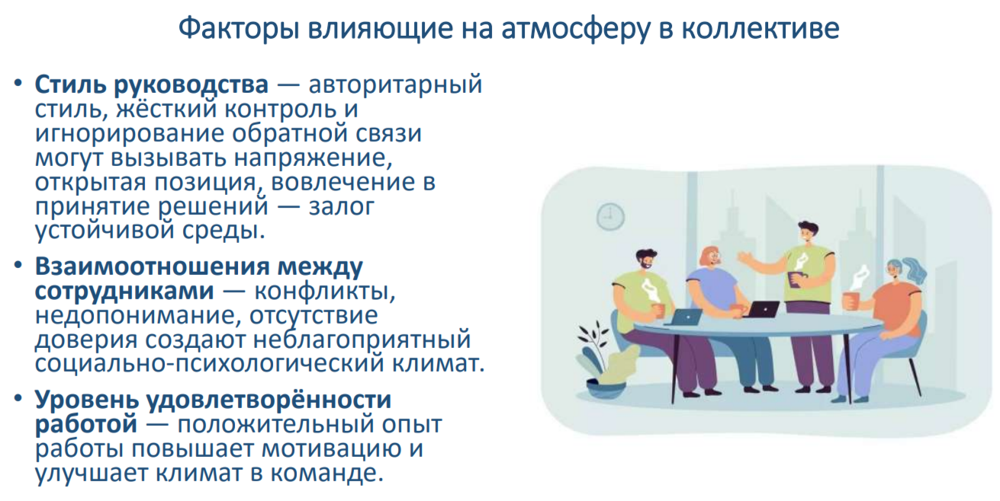 Факторы влияющие на атмосферу в коллективе
• Стиль руководства — авторитарный
стиль, жёсткий контроль и
игнорирование обратной связи
могут вызывать напряжение,
открытая позиция, вовлечение в
принятие решений — залог
устойчивой среды.
• Взаимоотношения между
сотрудниками — конфликты,
недопонимание, отсутствие
доверия создают неблагоприятный
социально-психологический климат.
• Уровень удовлетворённости
работой — положительный опыт
работы повышает мотивацию и
улучшает климат в команде.